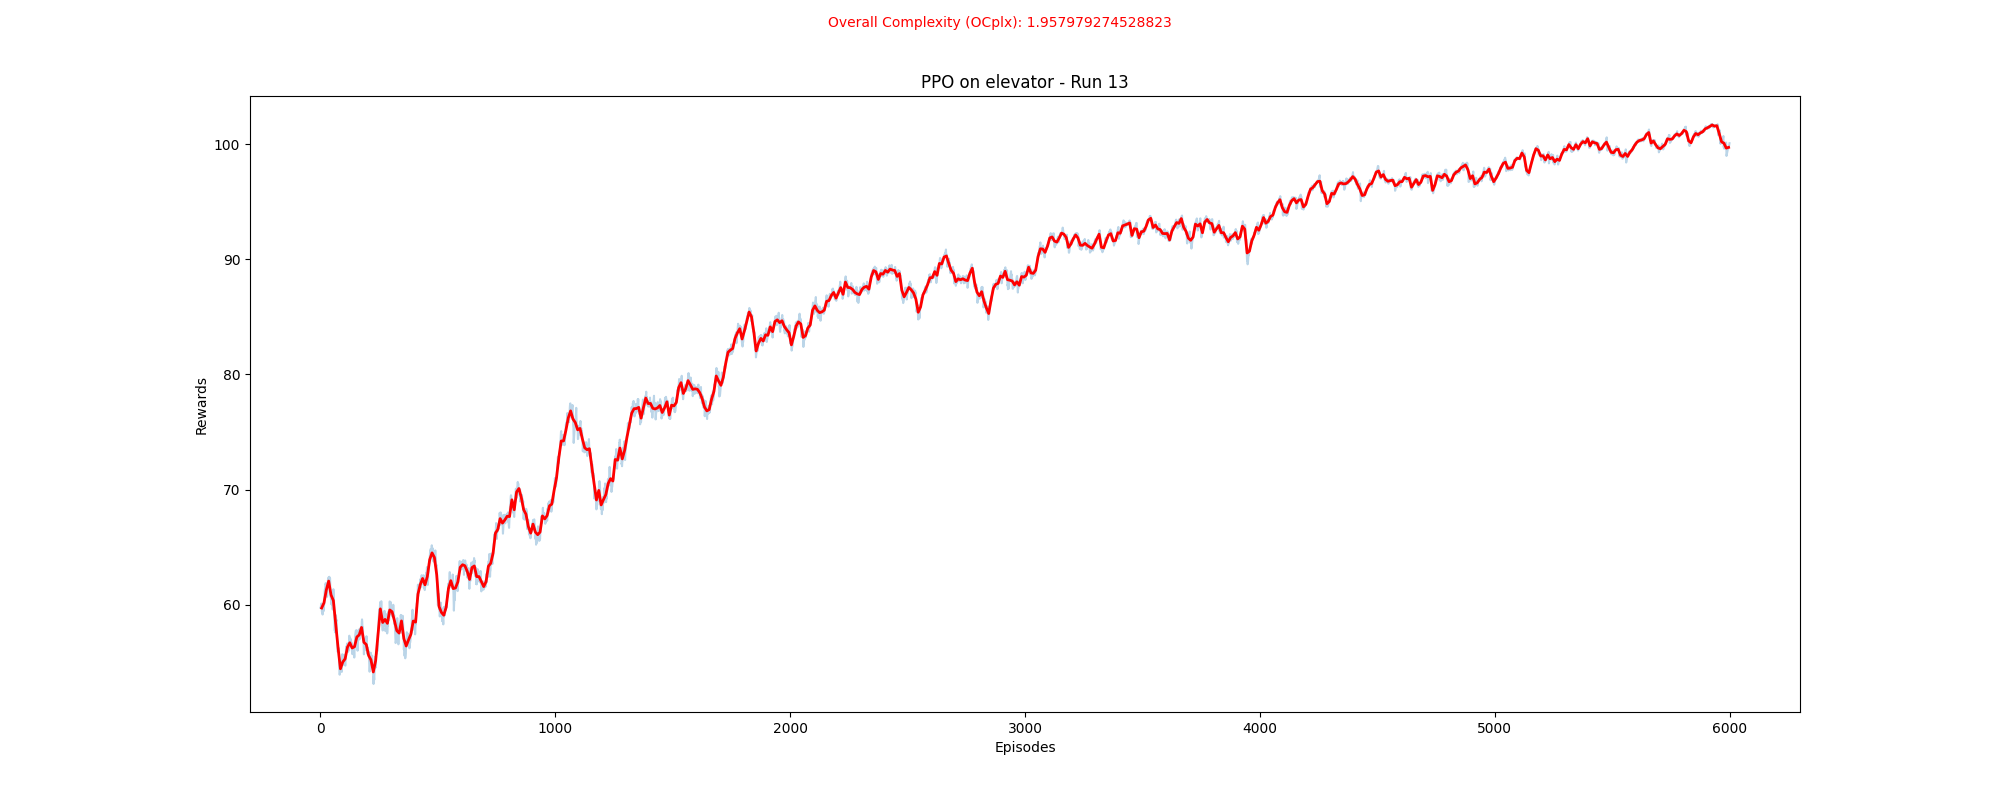 Overall Complexity (OCplx): 1.957979274528823
PPO on elevator - Run 13
100
90
80
70
60
Rewards
0 1000 2000 3000 4000 5000 6000
Episodes